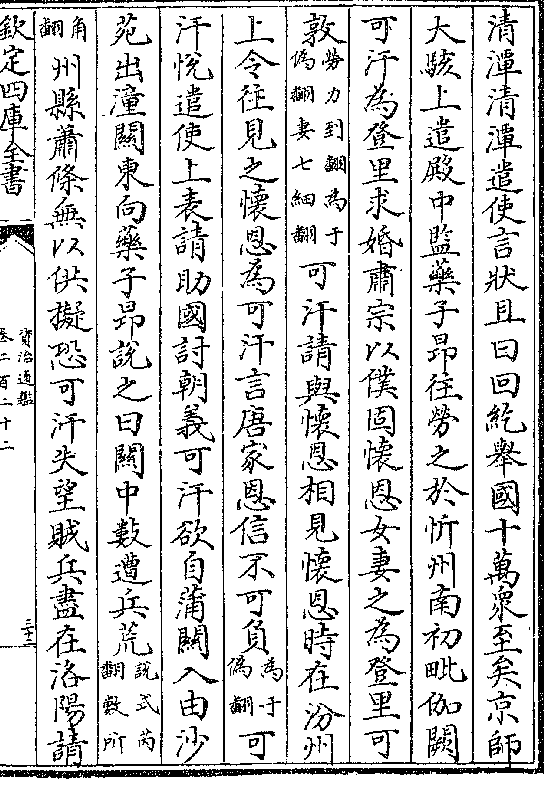 清潭清潭遣使言狀且曰回紇舉國十萬衆至矣京師
大駭上遣殿中監藥子昂往勞之於忻州南初毗伽闕
可汗為登里求婚肅宗以僕固懷恩女妻之為登里可
敦勞力到翻為于偽翻妻七細翻可汗請與懷恩相見懷恩時在汾州
上令往見之懷恩為可汗言唐家恩信不可負為于偽翻可
汗悅遣使上表請助國討朝義可汗欲自蒲關入由沙
苑出潼關東向藥子昂說之曰關中數遭兵荒說式芮翻數所
角翻州縣蕭條無以供擬恐可汗失望賊兵盡在洛陽請
欽定四庫全書
資治通鑑
卷二百二十二
三十